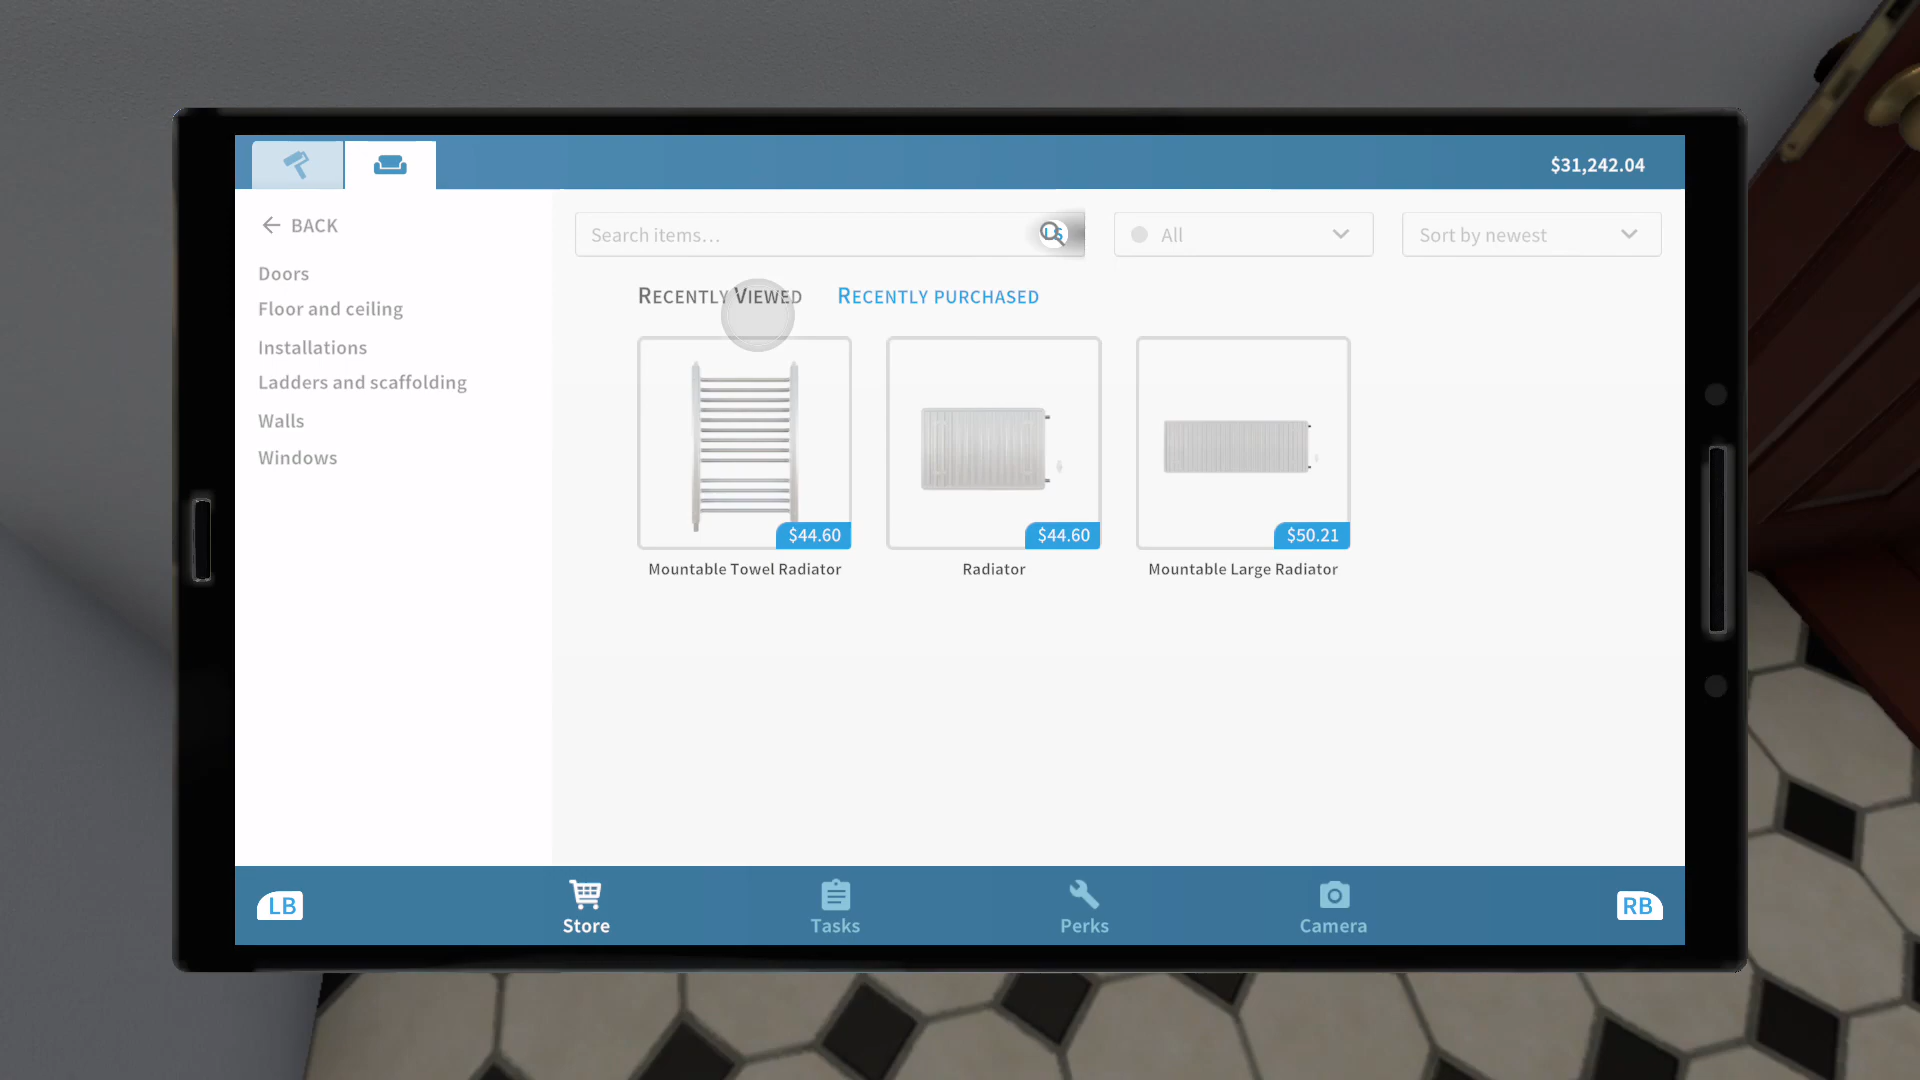 $31,242.04
BACK
Search items...
LS
All
Sort by newest
Doors
Floor and ceiling
Installations
Ladders and scaffolding
Walls
Windows
RECENTLY VIEWED
RECENTLY PURCHASED
$44.60
$44.60
$50.21
Mountable Towel Radiator
Radiator
Mountable Large Radiator
LB
Store
Tasks
Perks
Camera
RB